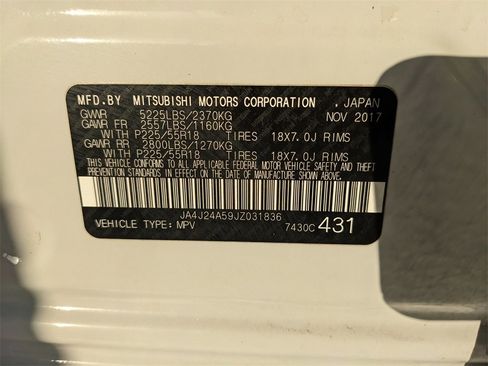 MFD.BY MITSUBISHI MOTORS CORPORATION . JAPAN
GVWR 5225LBS/2370KG NOV 2017
GAWR FR 2557LBS/1160KG
WITH P225/55R18 TIRES 18X7.0J RIMS
GAWR RR 2800LBS/1270KG
WITH P225/55R18 TIRES 18X7.0J RIMS
THIS VEHICLE CONFORMS TO ALL APPLICABLE
FEDERAL MOTOR VEHICLE SAFETY AND THEFT
PREVENTION STANDARDS IN EFFECT ON THE DATE OF
MANUFACTURE SHOWN ABOVE.
JA4J24A59JZ031836
VEHICLE TYPE: MPV 7430C 431